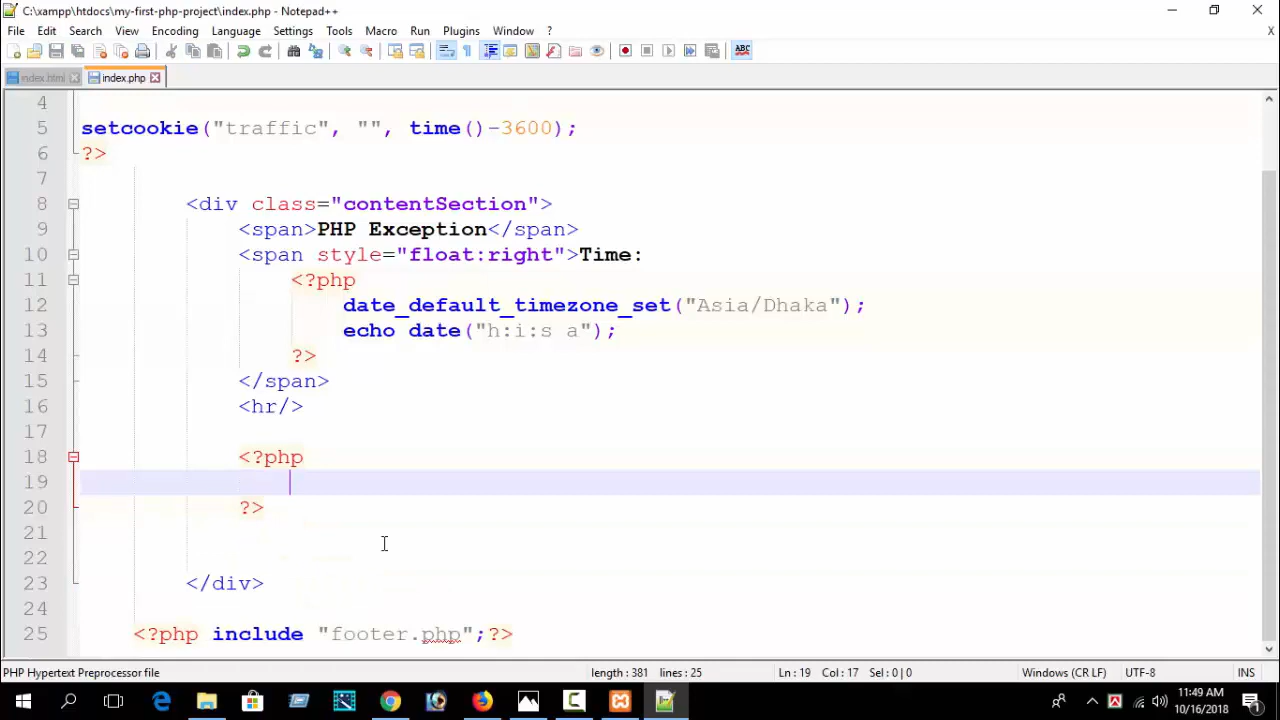 C:\xampp\htdocs\my-first-php-project\index.php - Notepad++
File Edit Search View Encoding Language Settings Tools Macro Run Plugins Window ? X
index.html index.php
4
5 setcookie("traffic", "", time()-3600);
6 ?>
7
8 <div class="contentSection">
9 <span>PHP Exception</span>
10 <span style="float:right">Time:
11 <?php
12 date_default_timezone_set("Asia/Dhaka");
13 echo date("h:i:s a");
14 ?>
15 </span>
16 <hr/>
17
18 <?php
19
20 ?>
21
22
23 </div>
24
25 <?php include "footer.php";?>
PHP Hypertext Preprocessor file length : 381 lines : 25 Ln : 19 Col : 17 Sel : 0 | 0 Windows (CR LF) UTF-8 INS
11:49 AM
10/16/2018